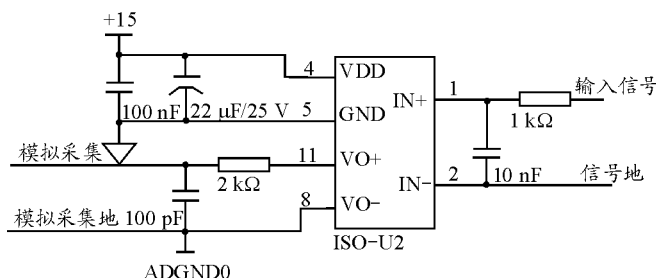 +15
4 VDD
1
输入信号
100 nF 22 μF/25 V 5 GND IN+
1 kΩ
模拟采集
11 VO+
2 kΩ
IN- 2 10 nF 信号地
模拟采集地 100 pF 8 VO-
ISO-U2
ADGND0